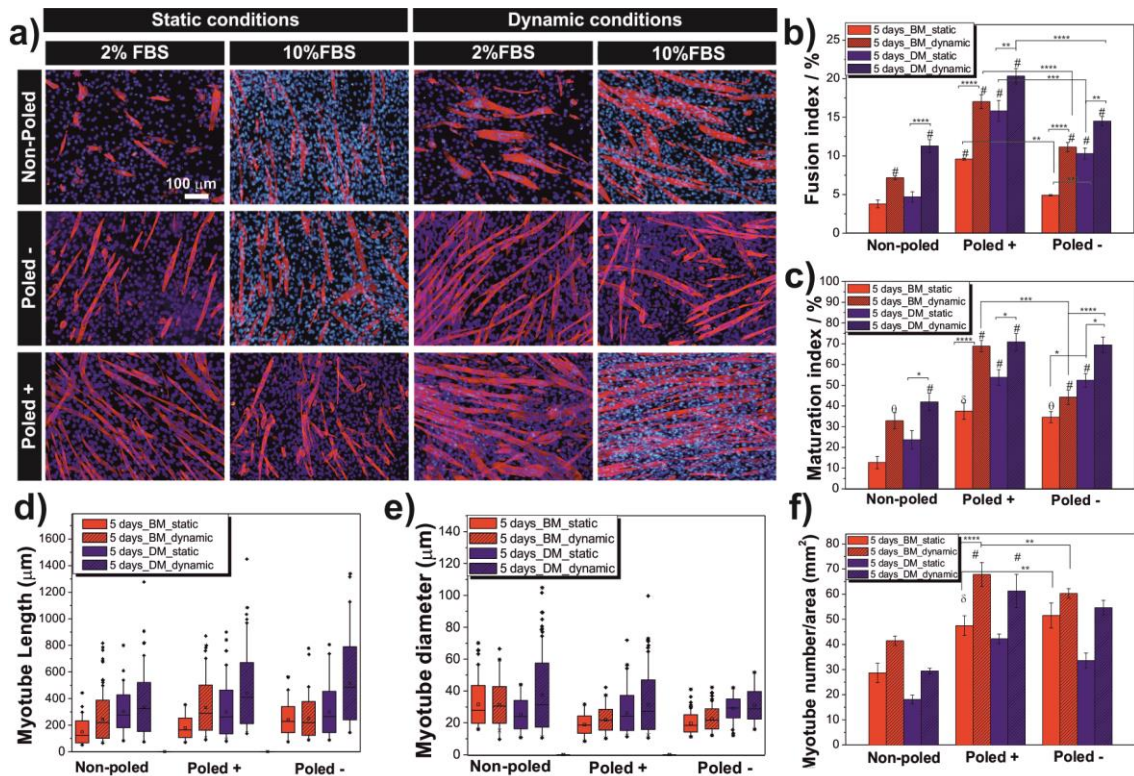 a)
Static conditions
Dynamic conditions
2% FBS
10%FBS
2%FBS
10%FBS
Non-Poled
Poled -
Poled +
100 μm
b)
5 days_BM_static
5 days_BM_dynamic
5 days_DM_static
5 days_DM_dynamic
Fusion index / %
25
20
15
10
5
0
****
#
#
****
#
**
****
#
#
#
****
***
**
#
****
#
**
#
**
Non-poled
Poled +
Poled -
c)
5 days_BM_static
5 days_BM_dynamic
5 days_DM_static
5 days_DM_dynamic
Maturation index / %
100
90
80
70
60
50
40
30
20
10
0
θ
*
#
****
δ
#
*
#
#
***
****
*
*
θ
#
#
Non-poled
Poled +
Poled -
d)
5 days_BM_static
5 days_BM_dynamic
5 days_DM_static
5 days_DM_dynamic
Myotube Length (μm)
1600
1400
1200
1000
800
600
400
200
0
Non-poled
Poled +
Poled -
e)
5 days_BM_static
5 days_BM_dynamic
5 days_DM_static
5 days_DM_dynamic
Myotube diameter (μm)
140
120
100
80
60
40
20
0
Non-poled
Poled +
Poled -
f)
5 days_BM_static
5 days_BM_dynamic
5 days_DM_static
5 days_DM_dynamic
Myotube number/area (mm²)
80
70
60
50
40
30
20
10
0
****
#
δ
#
**
**
Non-poled
Poled +
Poled -